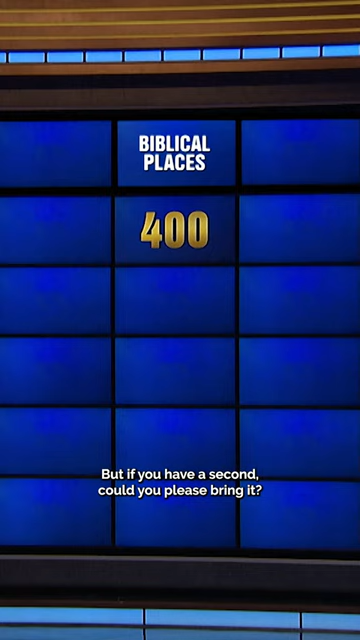 BIBLICAL
PLACES
400
But if you have a second,
could you please bring it?